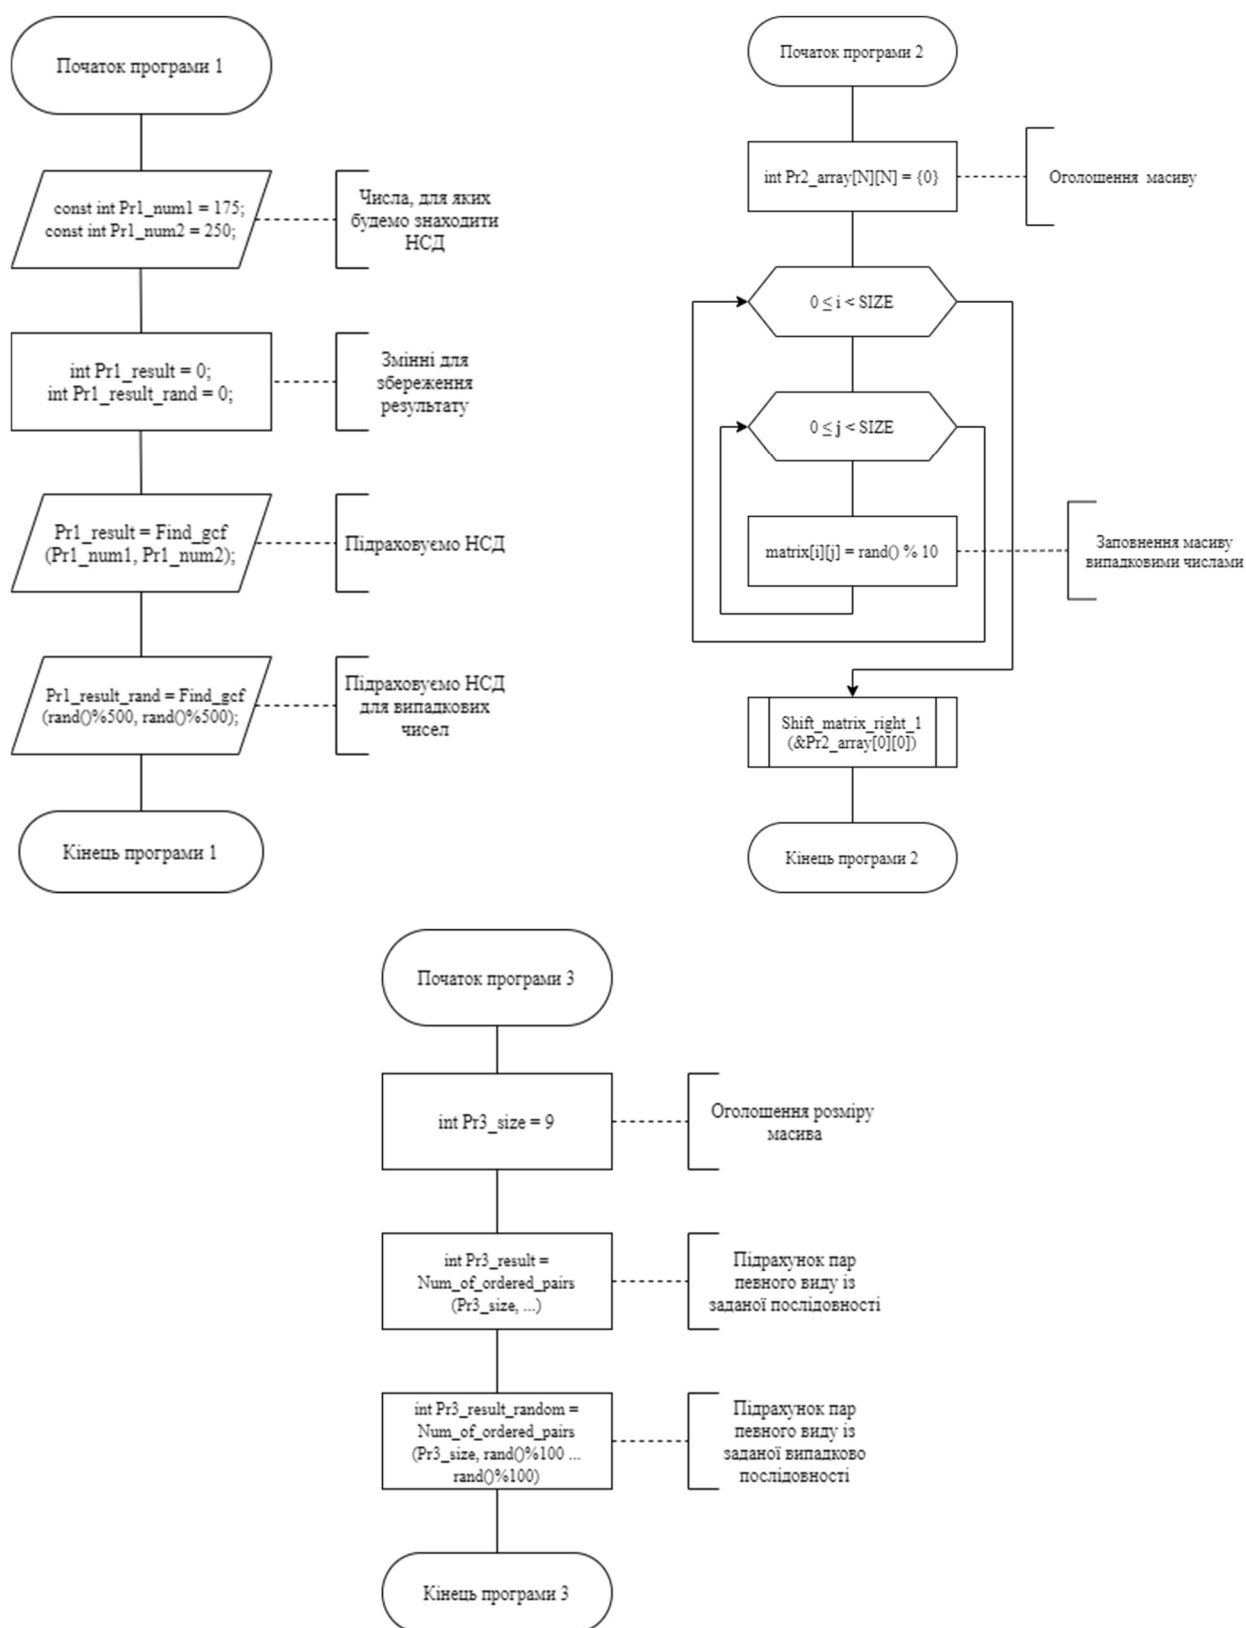 Початок програми 1
const int Pr1_num1 = 175;
const int Pr1_num2 = 250;
Числа, для яких
будемо знаходити
НСД
int Pr1_result = 0;
int Pr1_result_rand = 0;
Змінні для
збереження
результату
Pr1_result = Find_gcf
(Pr1_num1, Pr1_num2);
Підраховуємо НСД
Pr1_result_rand = Find_gcf
(rand()%500, rand()%500);
Підраховуємо НСД
для випадкових
чисел
Кінець програми 1
Початок програми 2
int Pr2_array[N][N] = {0}
Оголошення масиву
0 ≤ i < SIZE
0 ≤ j < SIZE
matrix[i][j] = rand() % 10
Заповнення масиву
випадковими числами
Shift_matrix_right_1
(&Pr2_array[0][0])
Кінець програми 2
Початок програми 3
int Pr3_size = 9
Оголошення розміру
масива
int Pr3_result =
Num_of_ordered_pairs
(Pr3_size, ...)
Підрахунок пар
певного виду із
заданої послідовності
int Pr3_result_random =
Num_of_ordered_pairs
(Pr3_size, rand()%100 ...
rand()%100)
Підрахунок пар
певного виду із
заданої випадково
послідовності
Кінець програми 3